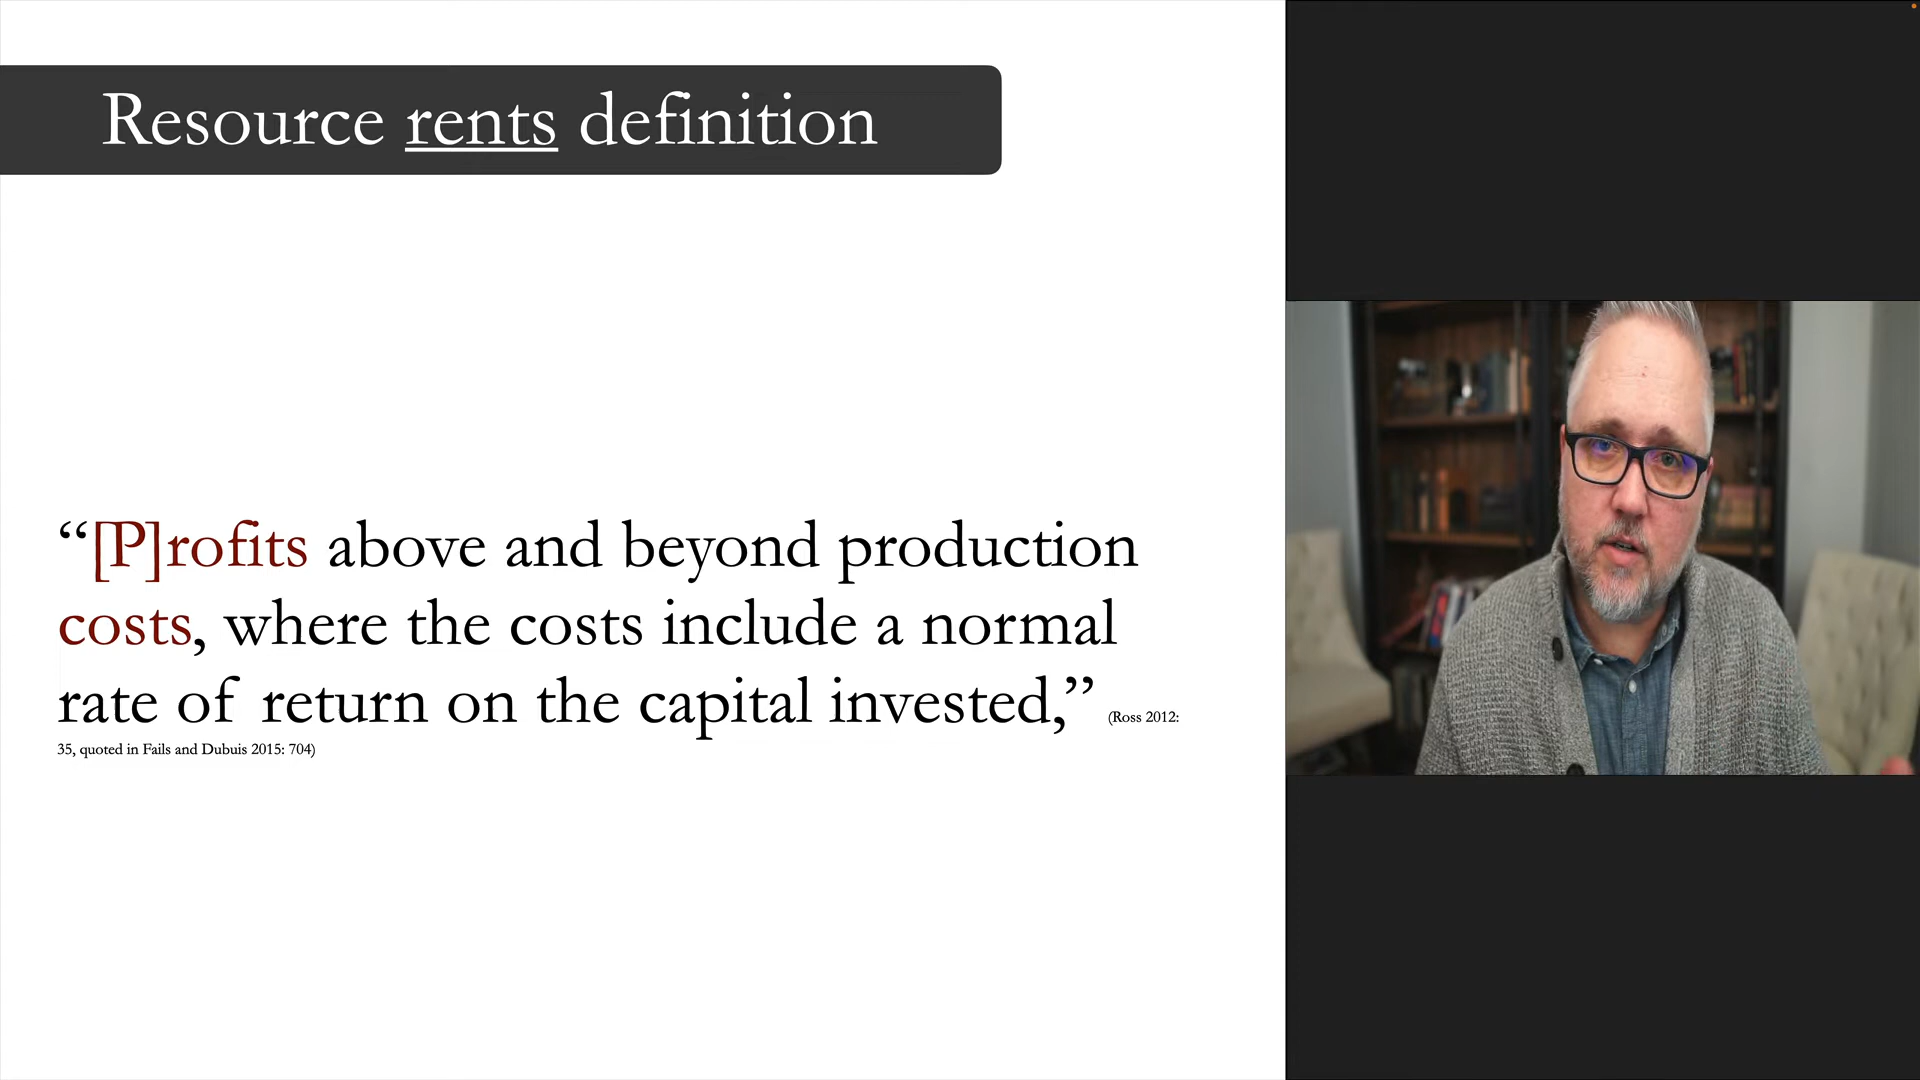 Resource rents definition
“[P]rofits above and beyond production
costs, where the costs include a normal
rate of return on the capital invested,” (Ross 2012:
35, quoted in Fails and Dubuis 2015: 704)